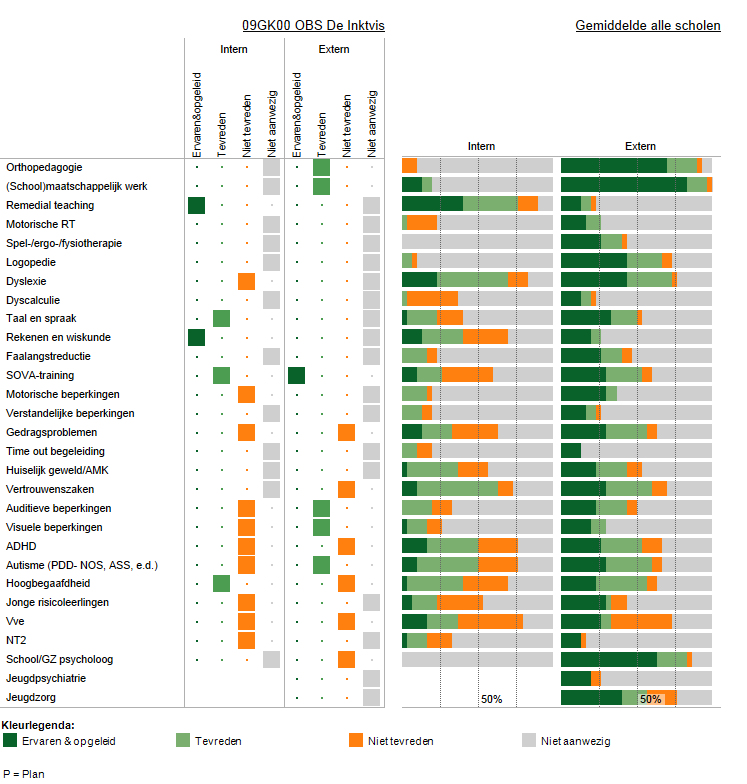 09GK00 OBS De Inktvis Gemiddelde alle scholen
Intern Extern
Ervaren&opgeleid Tevreden Niet tevreden Niet aanwezig Ervaren&opgeleid Tevreden Niet tevreden Niet aanwezig
Intern Extern
Orthopedagogie
(School)maatschappelijk werk
Remedial teaching
Motorische RT
Spel-/ergo-/fysiotherapie
Logopedie
Dyslexie
Dyscalculie
Taal en spraak
Rekenen en wiskunde
Faalangstreductie
SOVA-training
Motorische beperkingen
Verstandelijke beperkingen
Gedragsproblemen
Time out begeleiding
Huiselijk geweld/AMK
Vertrouwenszaken
Auditieve beperkingen
Visuele beperkingen
ADHD
Autisme (PDD- NOS, ASS, e.d.)
Hoogbegaafdheid
Jonge risicoleerlingen
Vve
NT2
School/GZ psycholoog
Jeugdpsychiatrie
Jeugdzorg 50% 50%
Kleurlegenda:
Ervaren & opgeleid Tevreden Niet tevreden Niet aanwezig
P = Plan